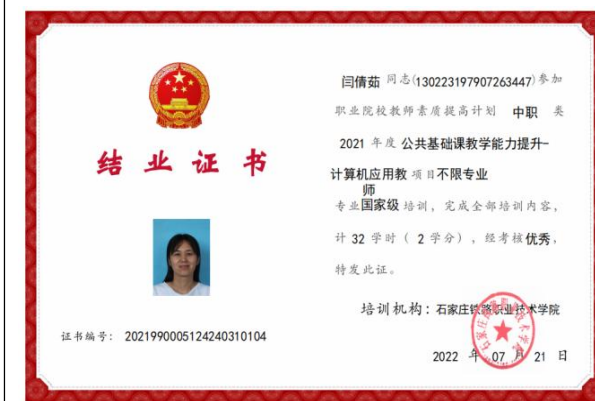 结业证书
证书编号： 2021990005124240310104
闫倩茹 同志(130223197907263447)参加
职业院校教师素质提高计划 中职 类
2021 年度 公共基础课教学能力提升-
计算机应用教 项目不限专业
师
专业国家级 培训，完成全部培训内容，
计 32 学时（ 2 学分），经考核优秀，
特发此证。
培训机构：石家庄铁路职业技术学院
2022 年 07 月 21 日